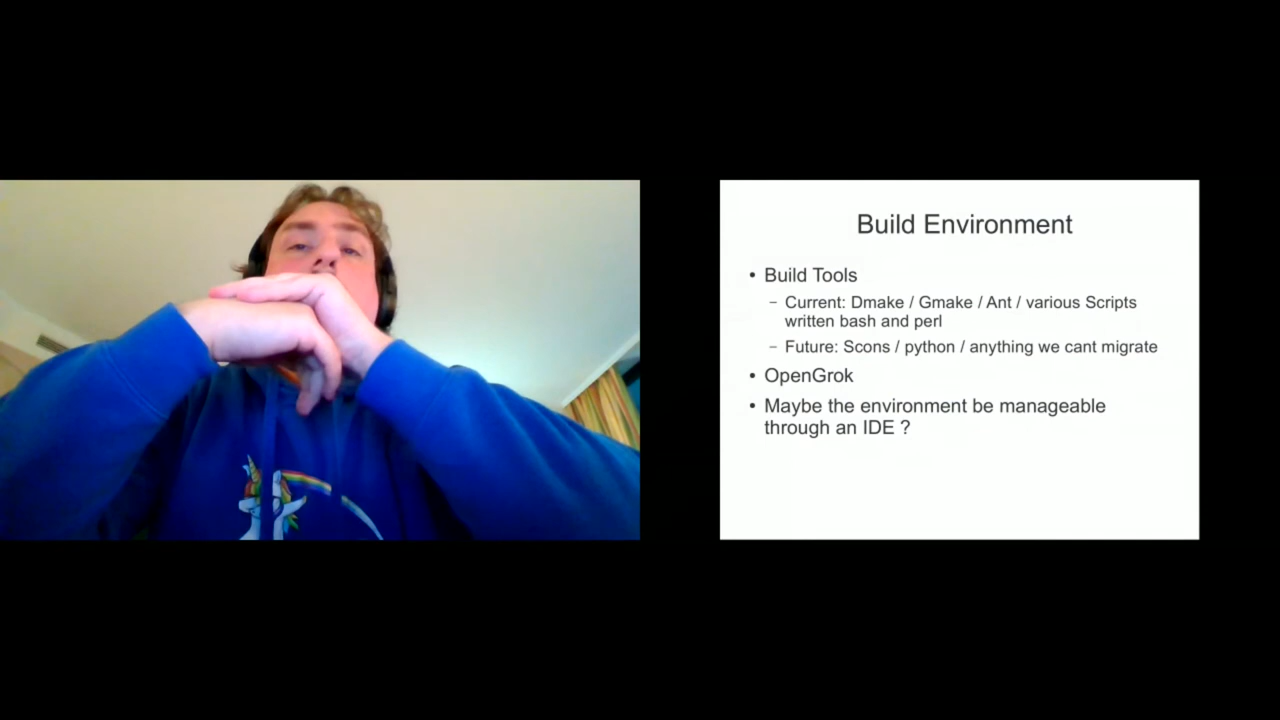 Build Environment
• Build Tools
– Current: Dmake / Gmake / Ant / various Scripts
written bash and perl
– Future: Scons / python / anything we cant migrate
• OpenGrok
• Maybe the environment be manageable
through an IDE ?